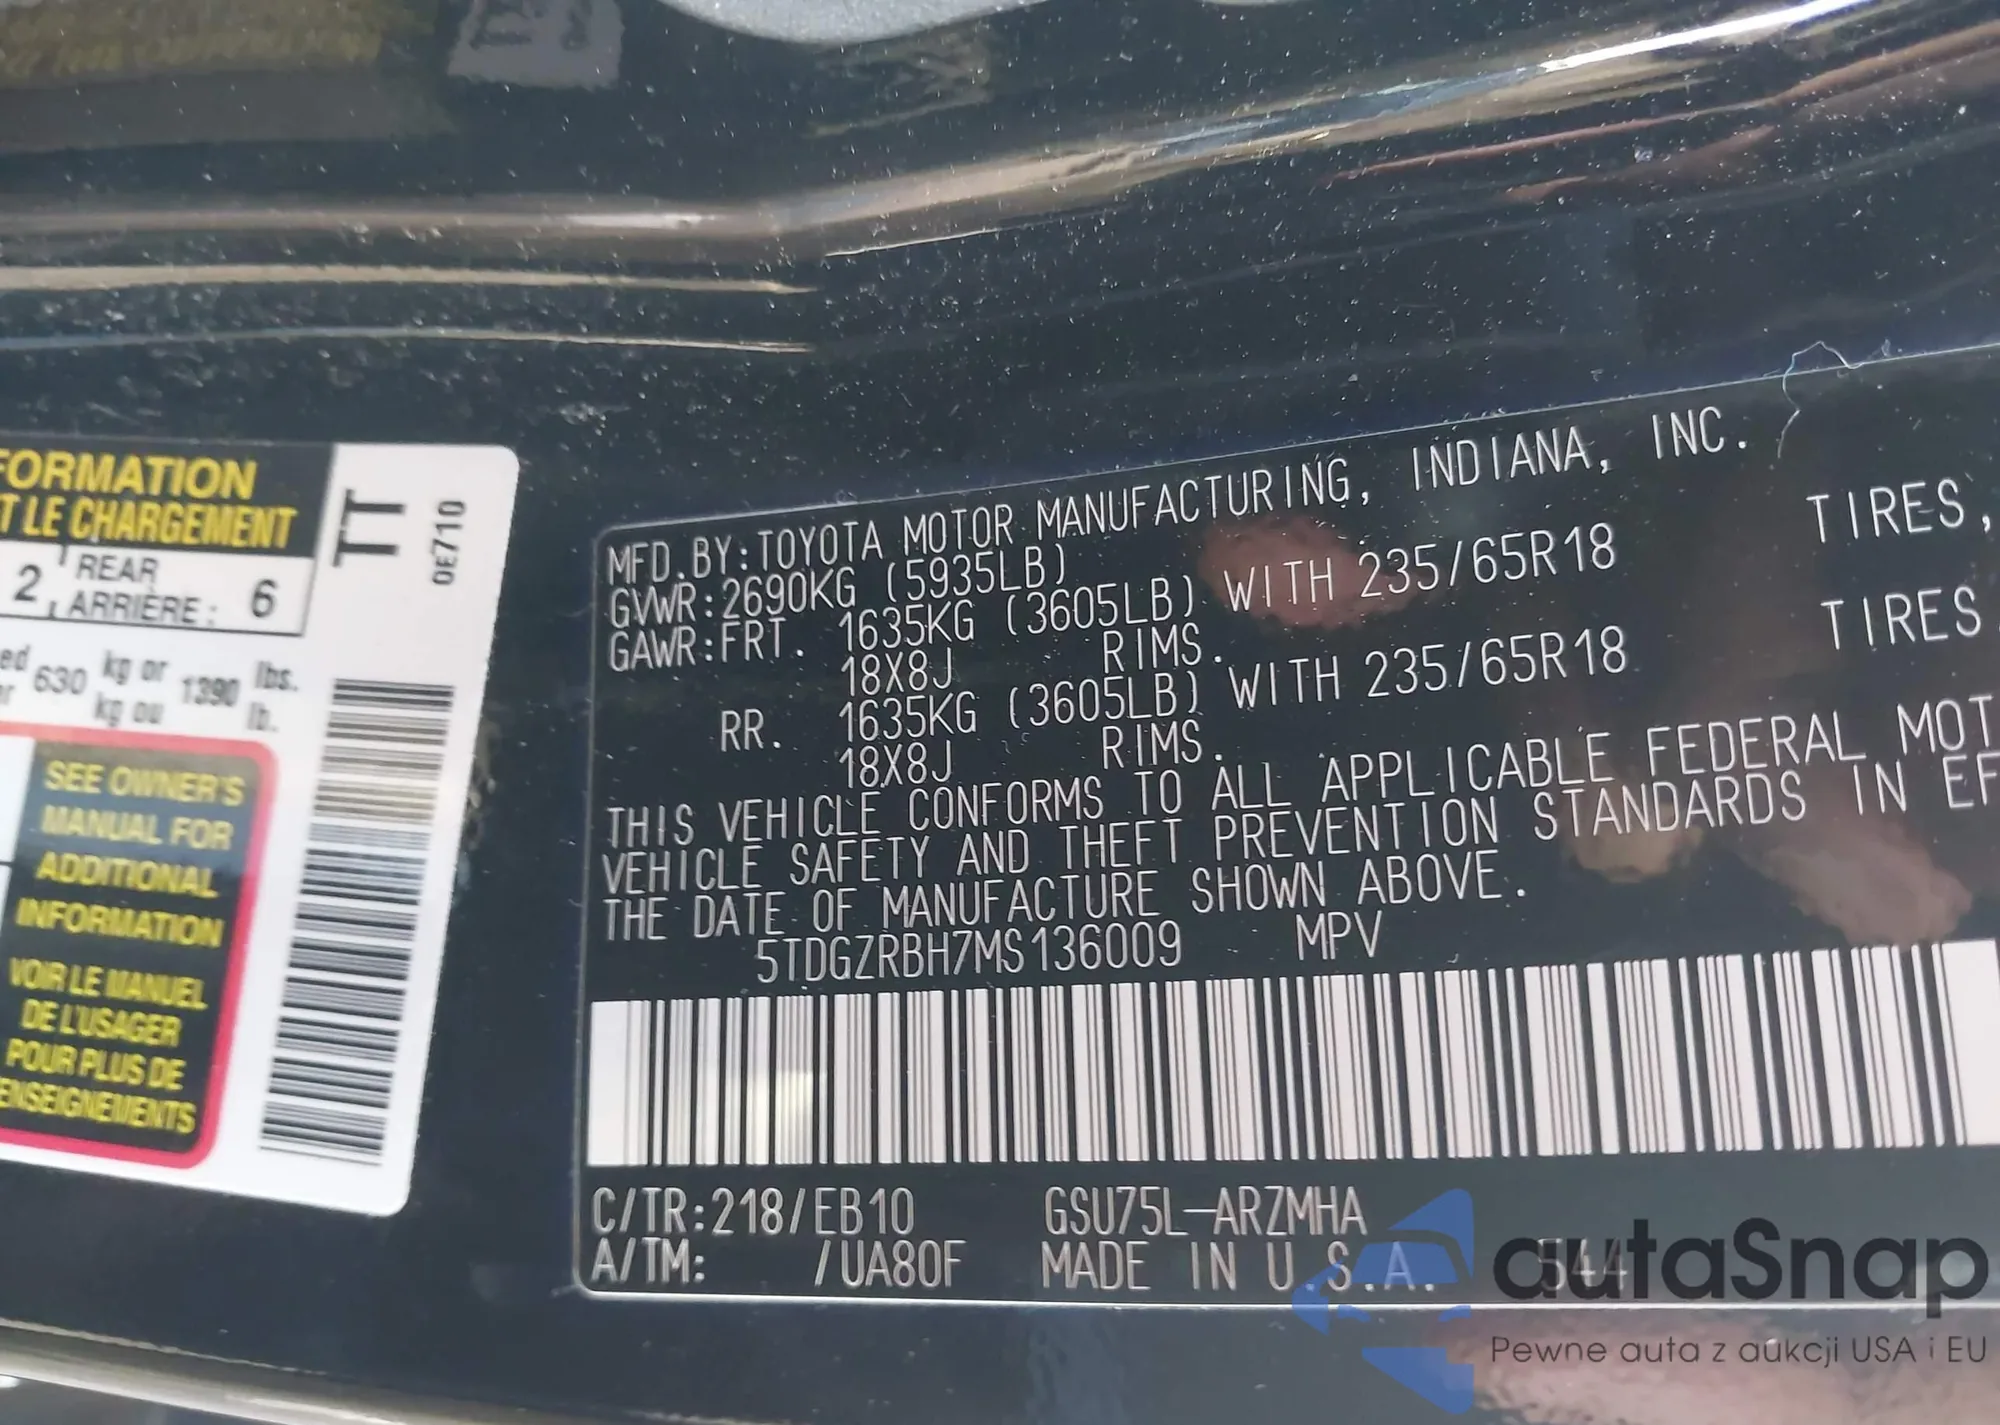 FORMATION
T LE CHARGEMENT
2 REAR
ARRIÈRE : 6
ed 630 kg or 1390 lbs.
kg ou lb.
SEE OWNER'S
MANUAL FOR
ADDITIONAL
INFORMATION
VOIR LE MANUEL
DE L'USAGER
POUR PLUS DE
ENSEIGNEMENTS
TT
0E710
MFD.BY:TOYOTA MOTOR MANUFACTURING, INDIANA, INC.
GVWR:2690KG (5935LB)
GAWR:FRT. 1635KG (3605LB) WITH 235/65R18 TIRES,
18X8J RIMS.
RR. 1635KG (3605LB) WITH 235/65R18 TIRES
18X8J RIMS.
THIS VEHICLE CONFORMS TO ALL APPLICABLE FEDERAL MOT
VEHICLE SAFETY AND THEFT PREVENTION STANDARDS IN EF
THE DATE OF MANUFACTURE SHOWN ABOVE.
5TDGZRBH7MS136009 MPV
C/TR:218/EB10 GSU75L-ARZMHA
A/TM: /UA80F MADE IN U.S.A. 544
autaSnap
Pewne auta z aukcji USA i EU